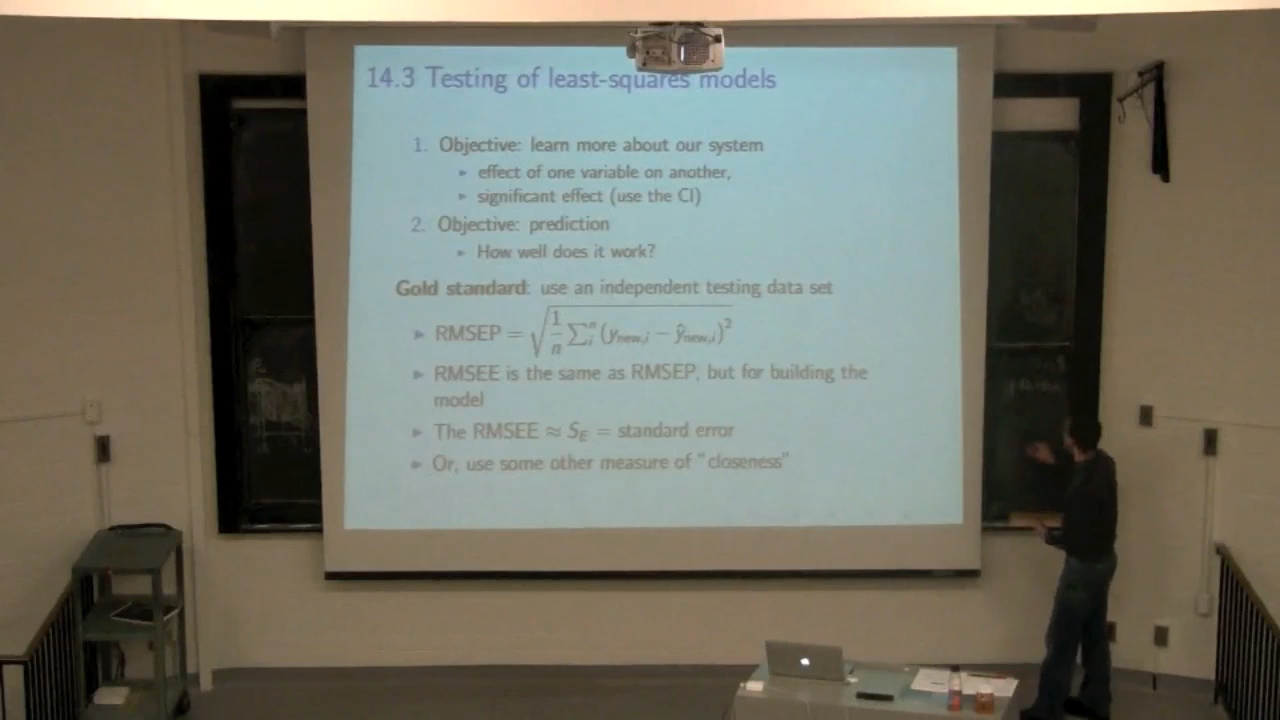 14.3 Testing of least-squares models
1. Objective: learn more about our system
▸ effect of one variable on another,
▸ significant effect (use the CI)
2. Objective: prediction
▸ How well does it work?
Gold standard: use an independent testing data set
▸ RMSEP = √(1/n ∑ᵢⁿ (y_new,i − ŷ_new,i)²)
▸ RMSEE is the same as RMSEP, but for building the
model
▸ The RMSEE ≈ S_E = standard error
▸ Or, use some other measure of "closeness"